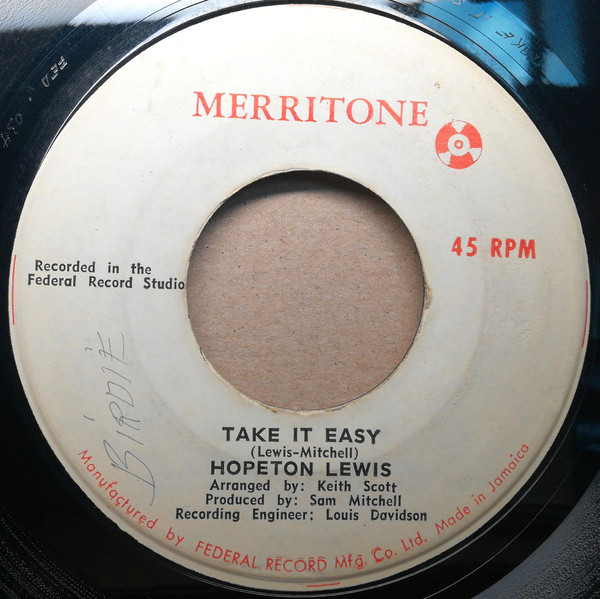 MERRITONE
45 RPM
Recorded in the
Federal Record Studio
BIRDIE
TAKE IT EASY
(Lewis-Mitchell)
HOPETON LEWIS
Arranged by: Keith Scott
Produced by: Sam Mitchell
Recording Engineer: Louis Davidson
Manufactured by FEDERAL RECORD Mfg. Co. Ltd. Made in Jamaica